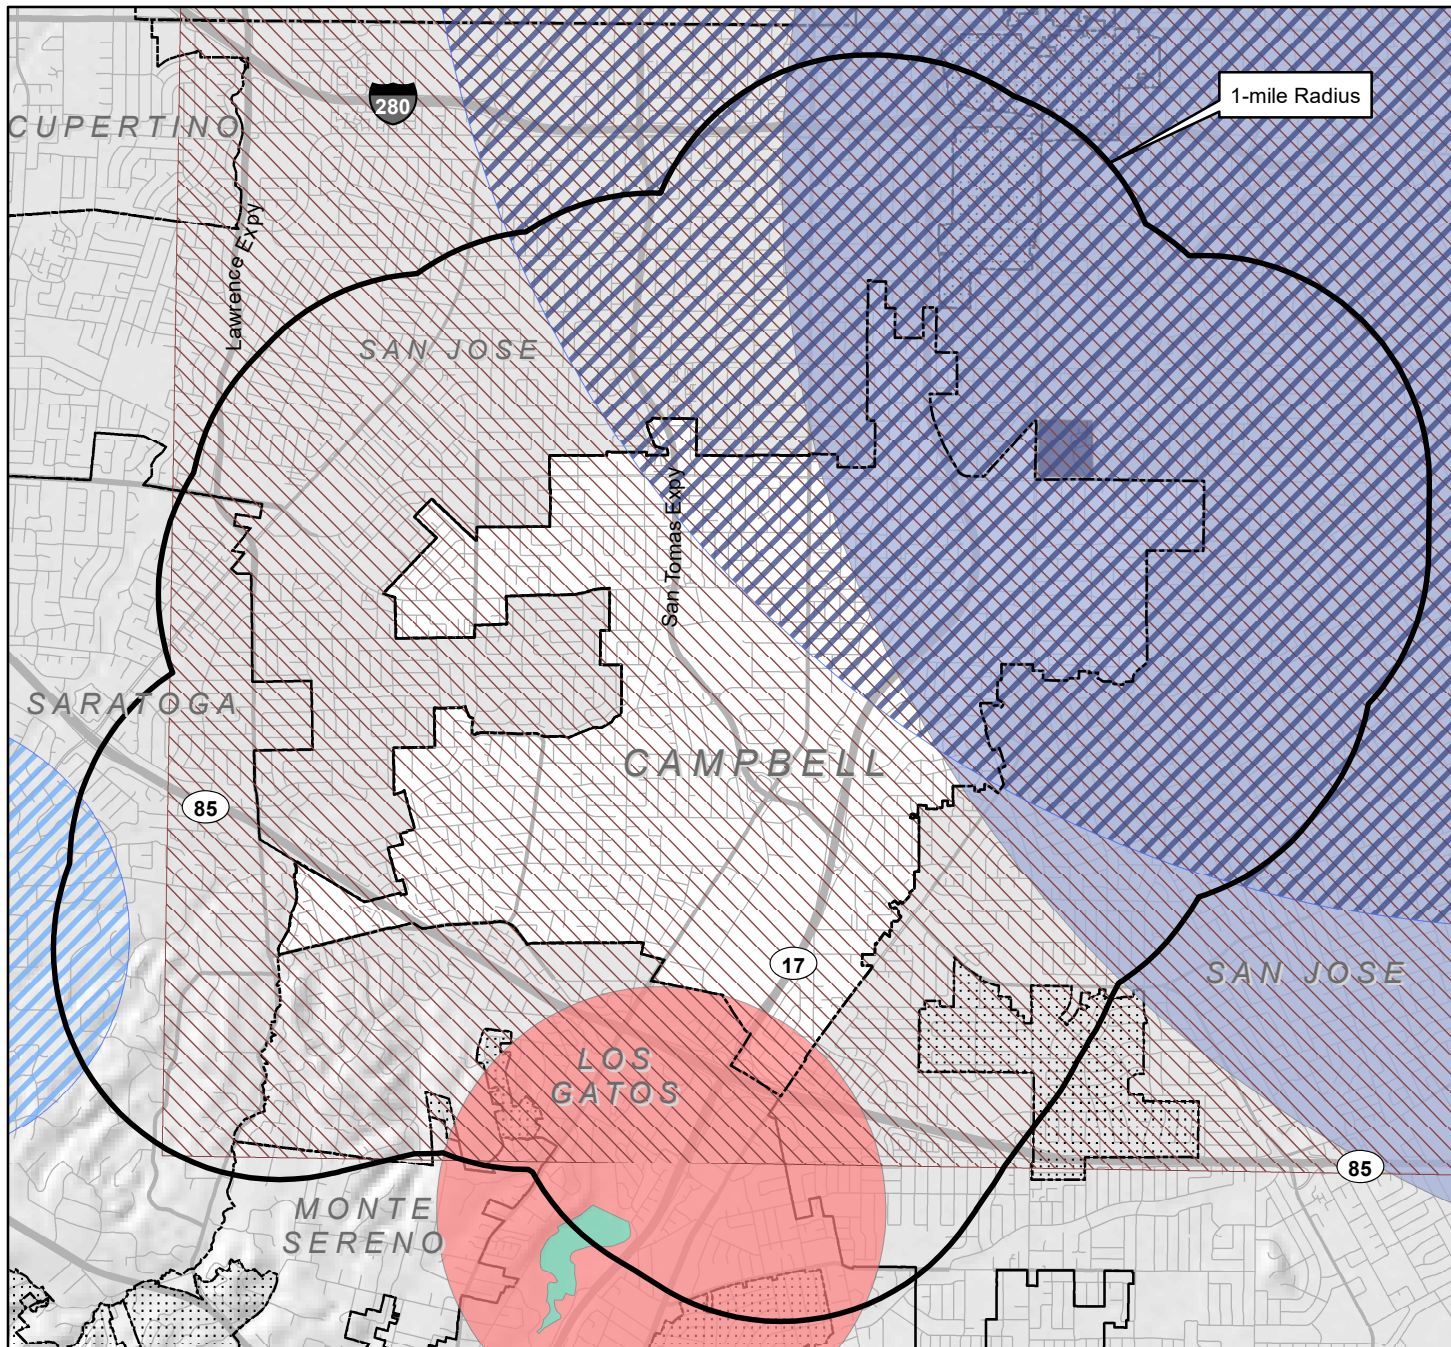 1-mile Radius
280
CUPERTINO
Lawrence Expy
SAN JOSE
San Tomas Expy
SARATOGA
CAMPBELL
85
17
SAN JOSE
LOS
GATOS
85
MONTE
SERENO